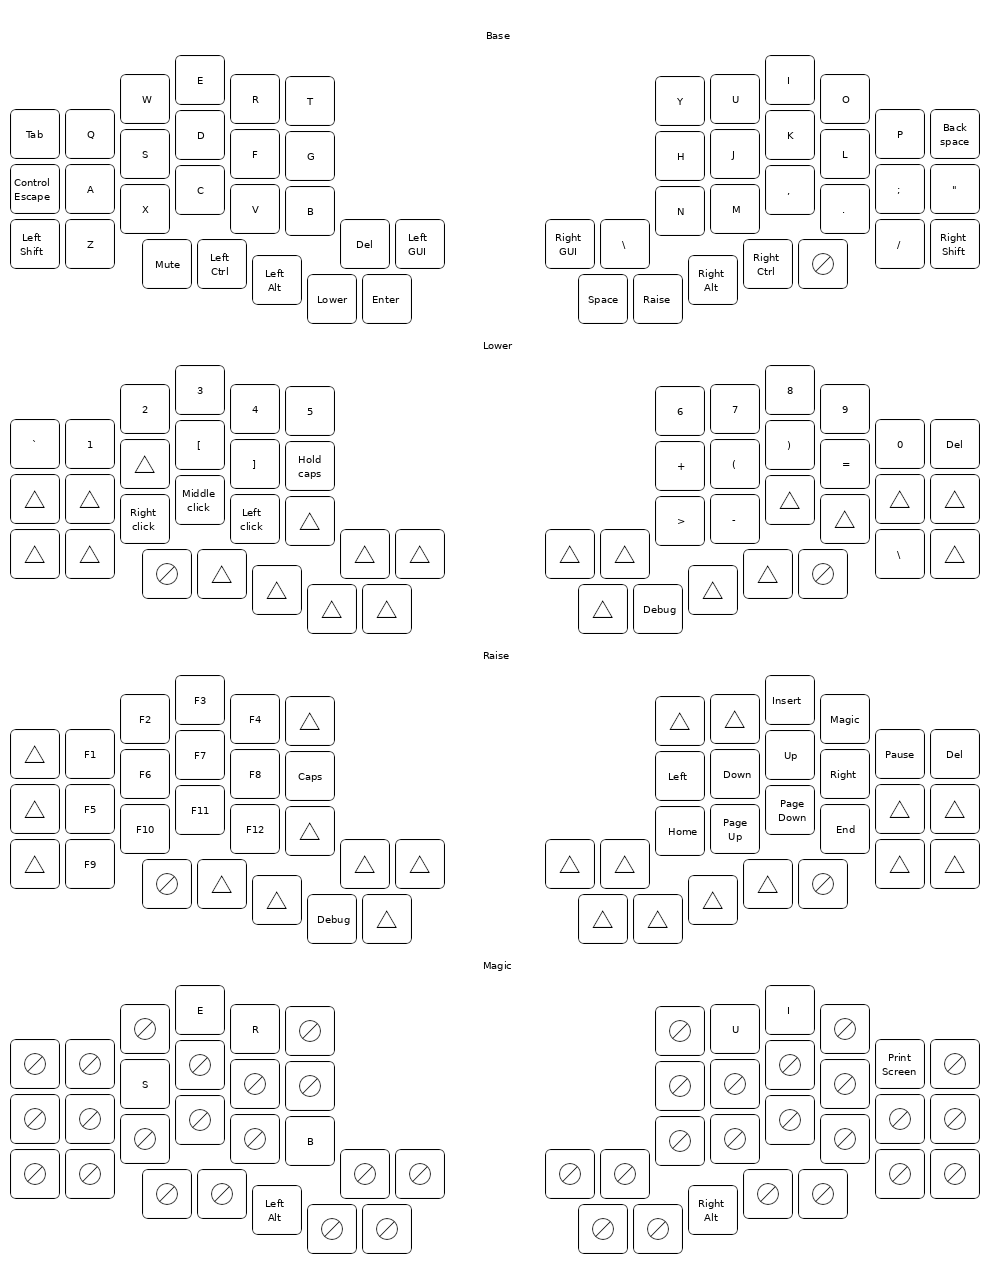 Base
E
I
W
R
T
Y
U
O
Tab
Q
D
K
P
Back
space
S
F
G
H
J
L
Control
Escape
A
C
,
;
"
X
V
B
N
M
.
Left
Shift
Z
Del
Left
GUI
Right
GUI
\
/
Right
Shift
Mute
Left
Ctrl
Left
Alt
Right
Alt
Right
Ctrl
Lower
Enter
Space
Raise
Lower
3
8
2
4
5
6
7
9
`
1
[
)
0
Del
]
Hold
caps
+
(
=
Right
click
Middle
click
Left
click
>
-
\
Debug
Raise
F3
Insert
F2
F4
Magic
F1
F7
Up
Pause
Del
F6
F8
Caps
Left
Down
Right
F5
F11
Page
Down
F10
F12
Home
Page
Up
End
F9
Debug
Magic
E
I
R
U
S
Print
Screen
B
Left
Alt
Right
Alt